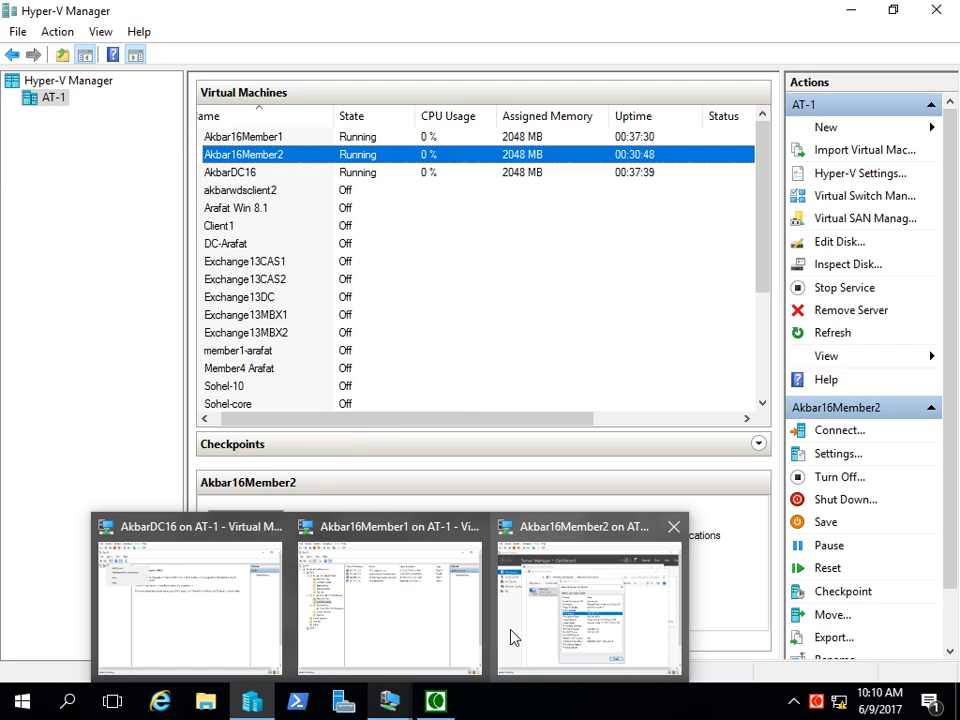 Hyper-V Manager
File Action View Help
Hyper-V Manager
AT-1
Virtual Machines
ame State CPU Usage Assigned Memory Uptime Status
Akbar16Member1 Running 0 % 2048 MB 00:37:30
Akbar16Member2 Running 0 % 2048 MB 00:30:48
AkbarDC16 Running 0 % 2048 MB 00:37:39
akbarwdsclient2 Off
Arafat Win 8.1 Off
Client1 Off
DC-Arafat Off
Exchange13CAS1 Off
Exchange13CAS2 Off
Exchange13DC Off
Exchange13MBX1 Off
Exchange13MBX2 Off
member1-arafat Off
Member4 Arafat Off
Sohel-10 Off
Sohel-core Off
Checkpoints
Akbar16Member2
cations
Actions
AT-1
New
Import Virtual Mac...
Hyper-V Settings...
Virtual Switch Man...
Virtual SAN Manag...
Edit Disk...
Inspect Disk...
Stop Service
Remove Server
Refresh
View
Help
Akbar16Member2
Connect...
Settings...
Turn Off...
Shut Down...
Save
Pause
Reset
Checkpoint
Move...
Export...
AkbarDC16 on AT-1 - Virtual M...
Akbar16Member1 on AT-1 - Vi...
Akbar16Member2 on AT...
10:10 AM
6/9/2017
1